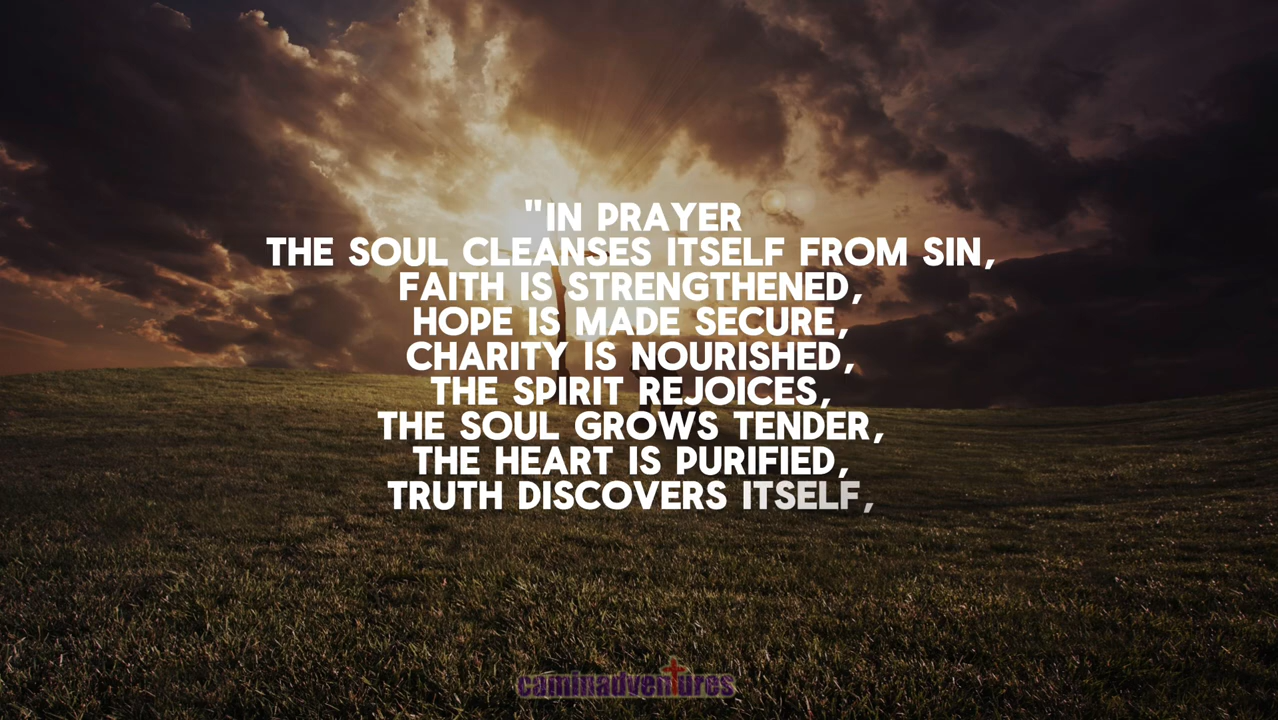 "IN PRAYER
THE SOUL CLEANSES ITSELF FROM SIN,
FAITH IS STRENGTHENED,
HOPE IS MADE SECURE,
CHARITY IS NOURISHED,
THE SPIRIT REJOICES,
THE SOUL GROWS TENDER,
THE HEART IS PURIFIED,
TRUTH DISCOVERS ITSELF,
caminadventures